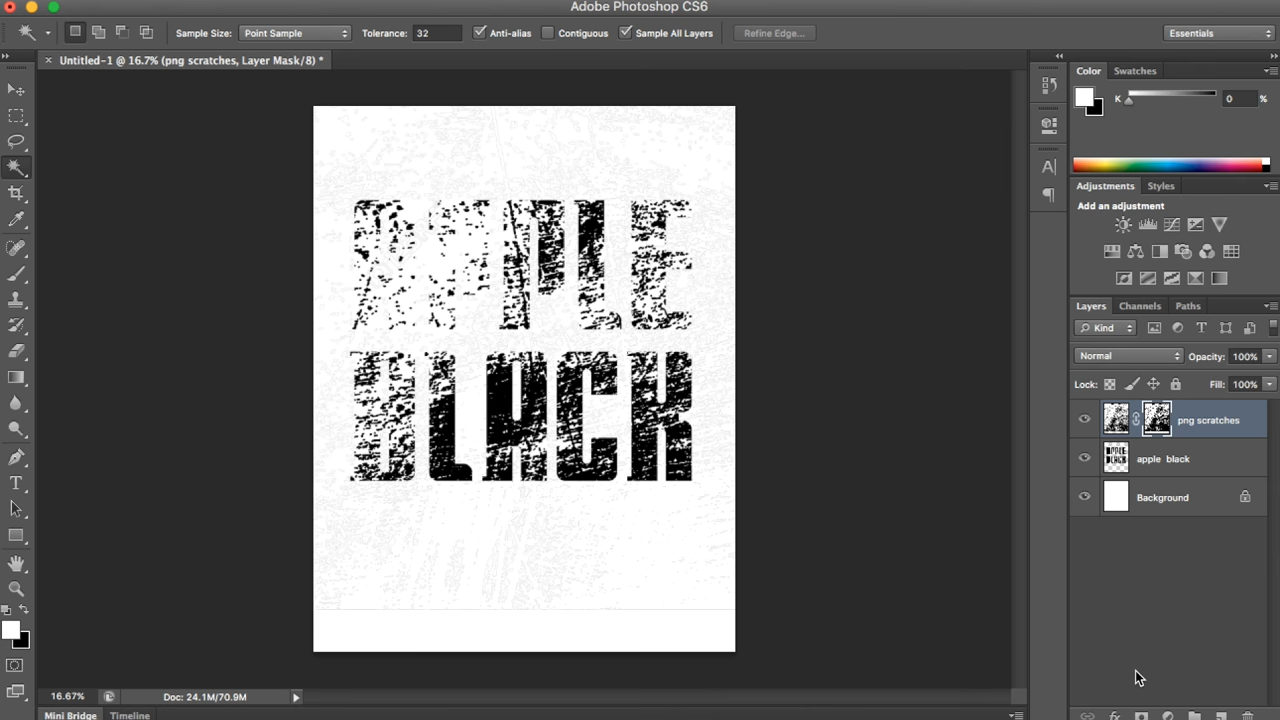 Adobe Photoshop CS6
Sample Size: Point Sample Tolerance: 32 Anti-alias Contiguous Sample All Layers Refine Edge... Essentials
Untitled-1 @ 16.7% (png scratches, Layer Mask/8) *
Color Swatches
K 0 %
Adjustments Styles
Add an adjustment
Layers Channels Paths
Kind
Normal Opacity: 100%
Lock: Fill: 100%
png scratches
apple black
Background
APPLE
BLACK
16.67% Doc: 24.1M/70.9M
Mini Bridge Timeline